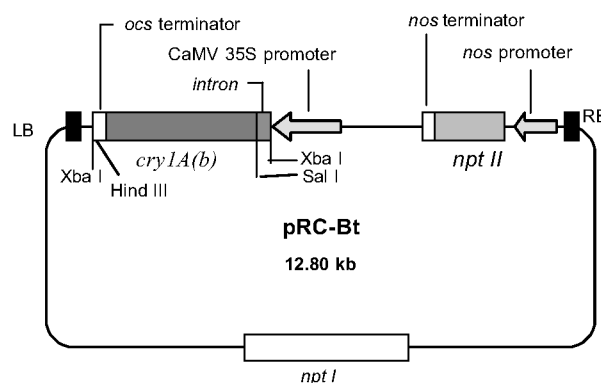 ocs terminator
CaMV 35S promoter
intron
nos terminator
nos promoter
LB
RB
cry1A(b)
npt II
Xba I
Hind III
Xba I
Sal I
pRC-Bt
12.80 kb
npt I